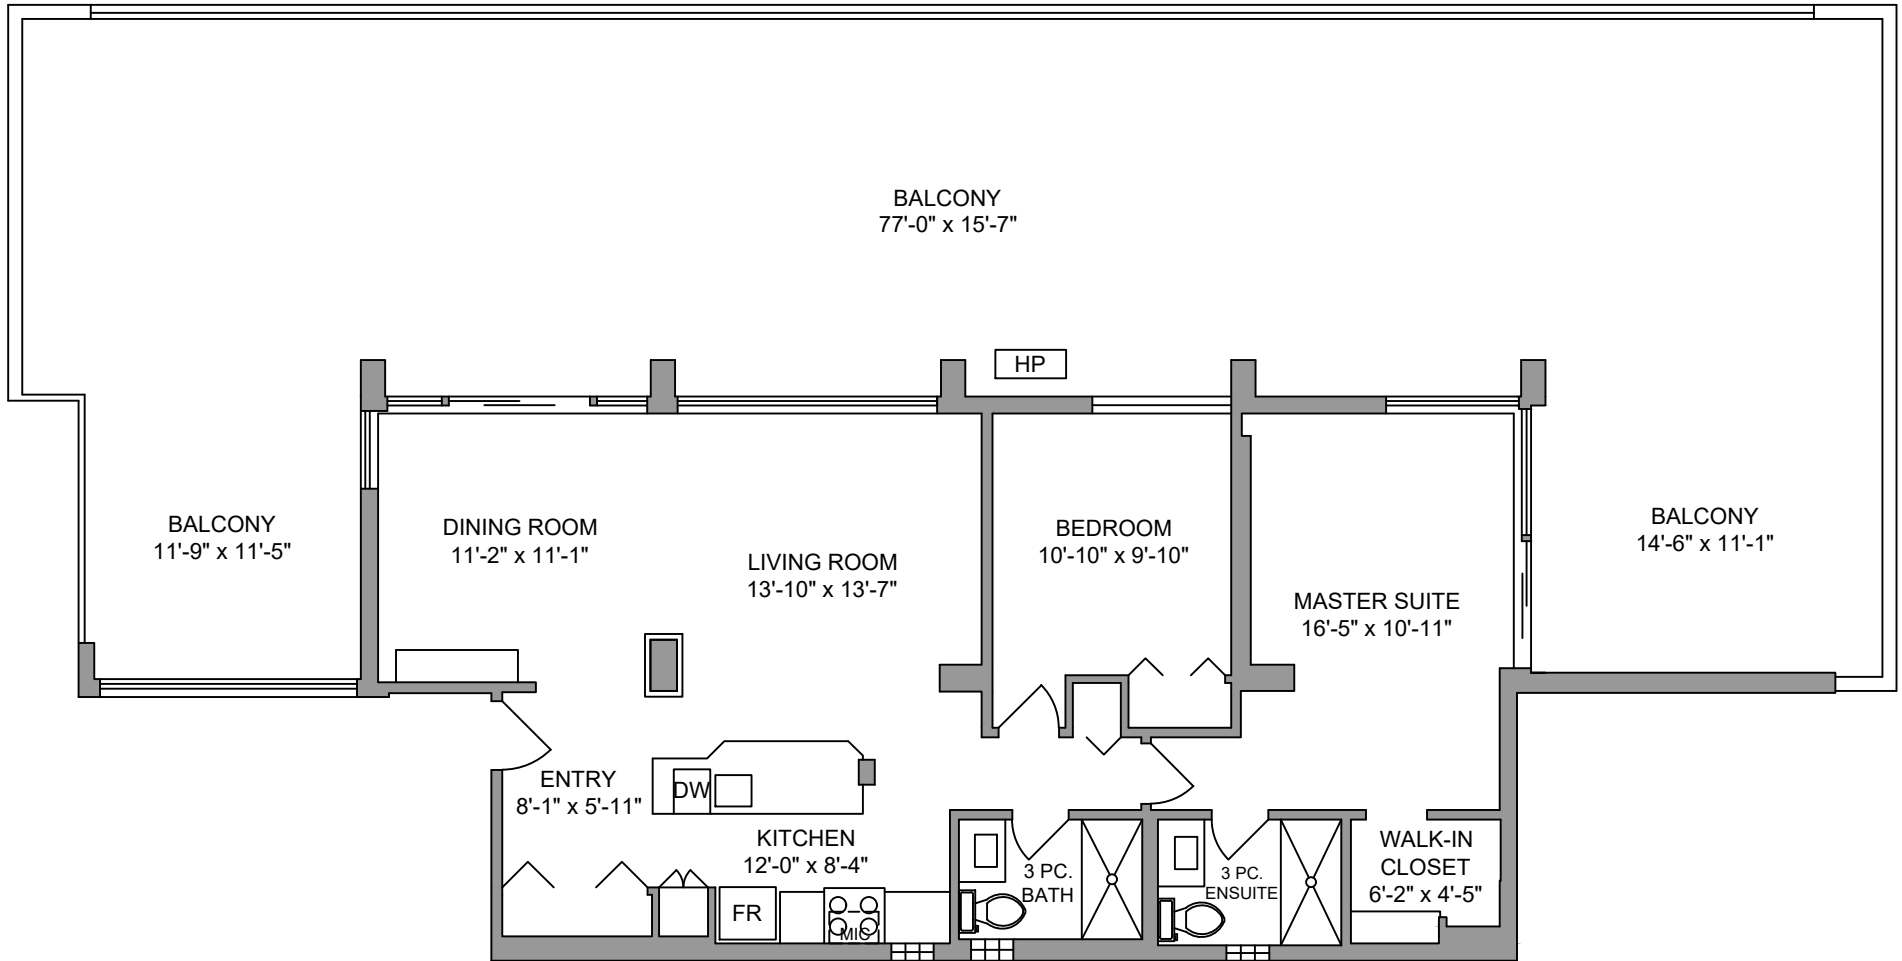 BALCONY
77'-0" x 15'-7"
HP
BALCONY
11'-9" x 11'-5"
DINING ROOM
11'-2" x 11'-1"
LIVING ROOM
13'-10" x 13'-7"
BEDROOM
10'-10" x 9'-10"
MASTER SUITE
16'-5" x 10'-11"
BALCONY
14'-6" x 11'-1"
ENTRY
8'-1" x 5'-11"
DW
KITCHEN
12'-0" x 8'-4"
FR
MIC
3 PC.
BATH
3 PC.
ENSUITE
WALK-IN
CLOSET
6'-2" x 4'-5"